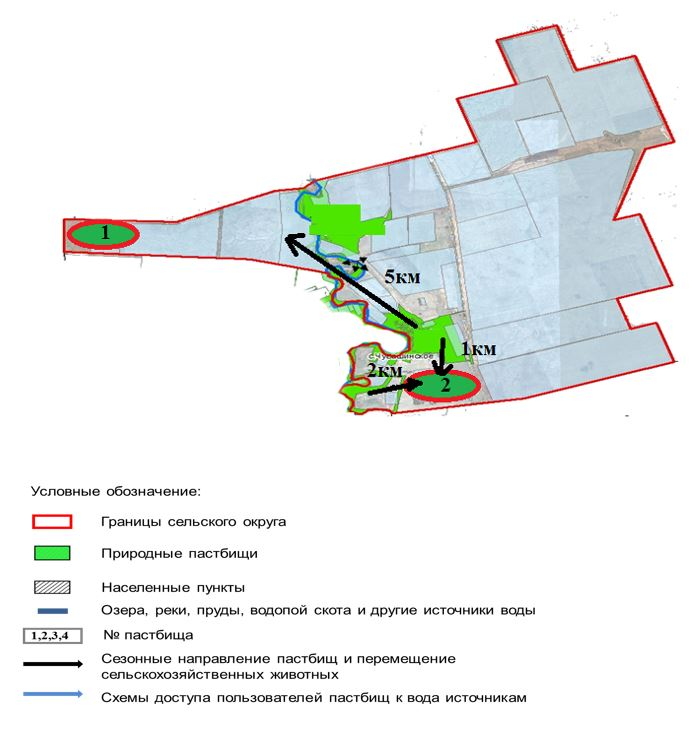 1
5км
1км
с.Чувашинское
2км
2
Условные обозначение:
Границы сельского округа
Природные пастбищи
Населенные пункты
Озера, реки, пруды, водопой скота и другие источники воды
1,2,3,4
№ пастбища
Сезонные направление пастбищ и перемещение
сельскохозяйственных животных
Схемы доступа пользователей пастбищ к вода источникам